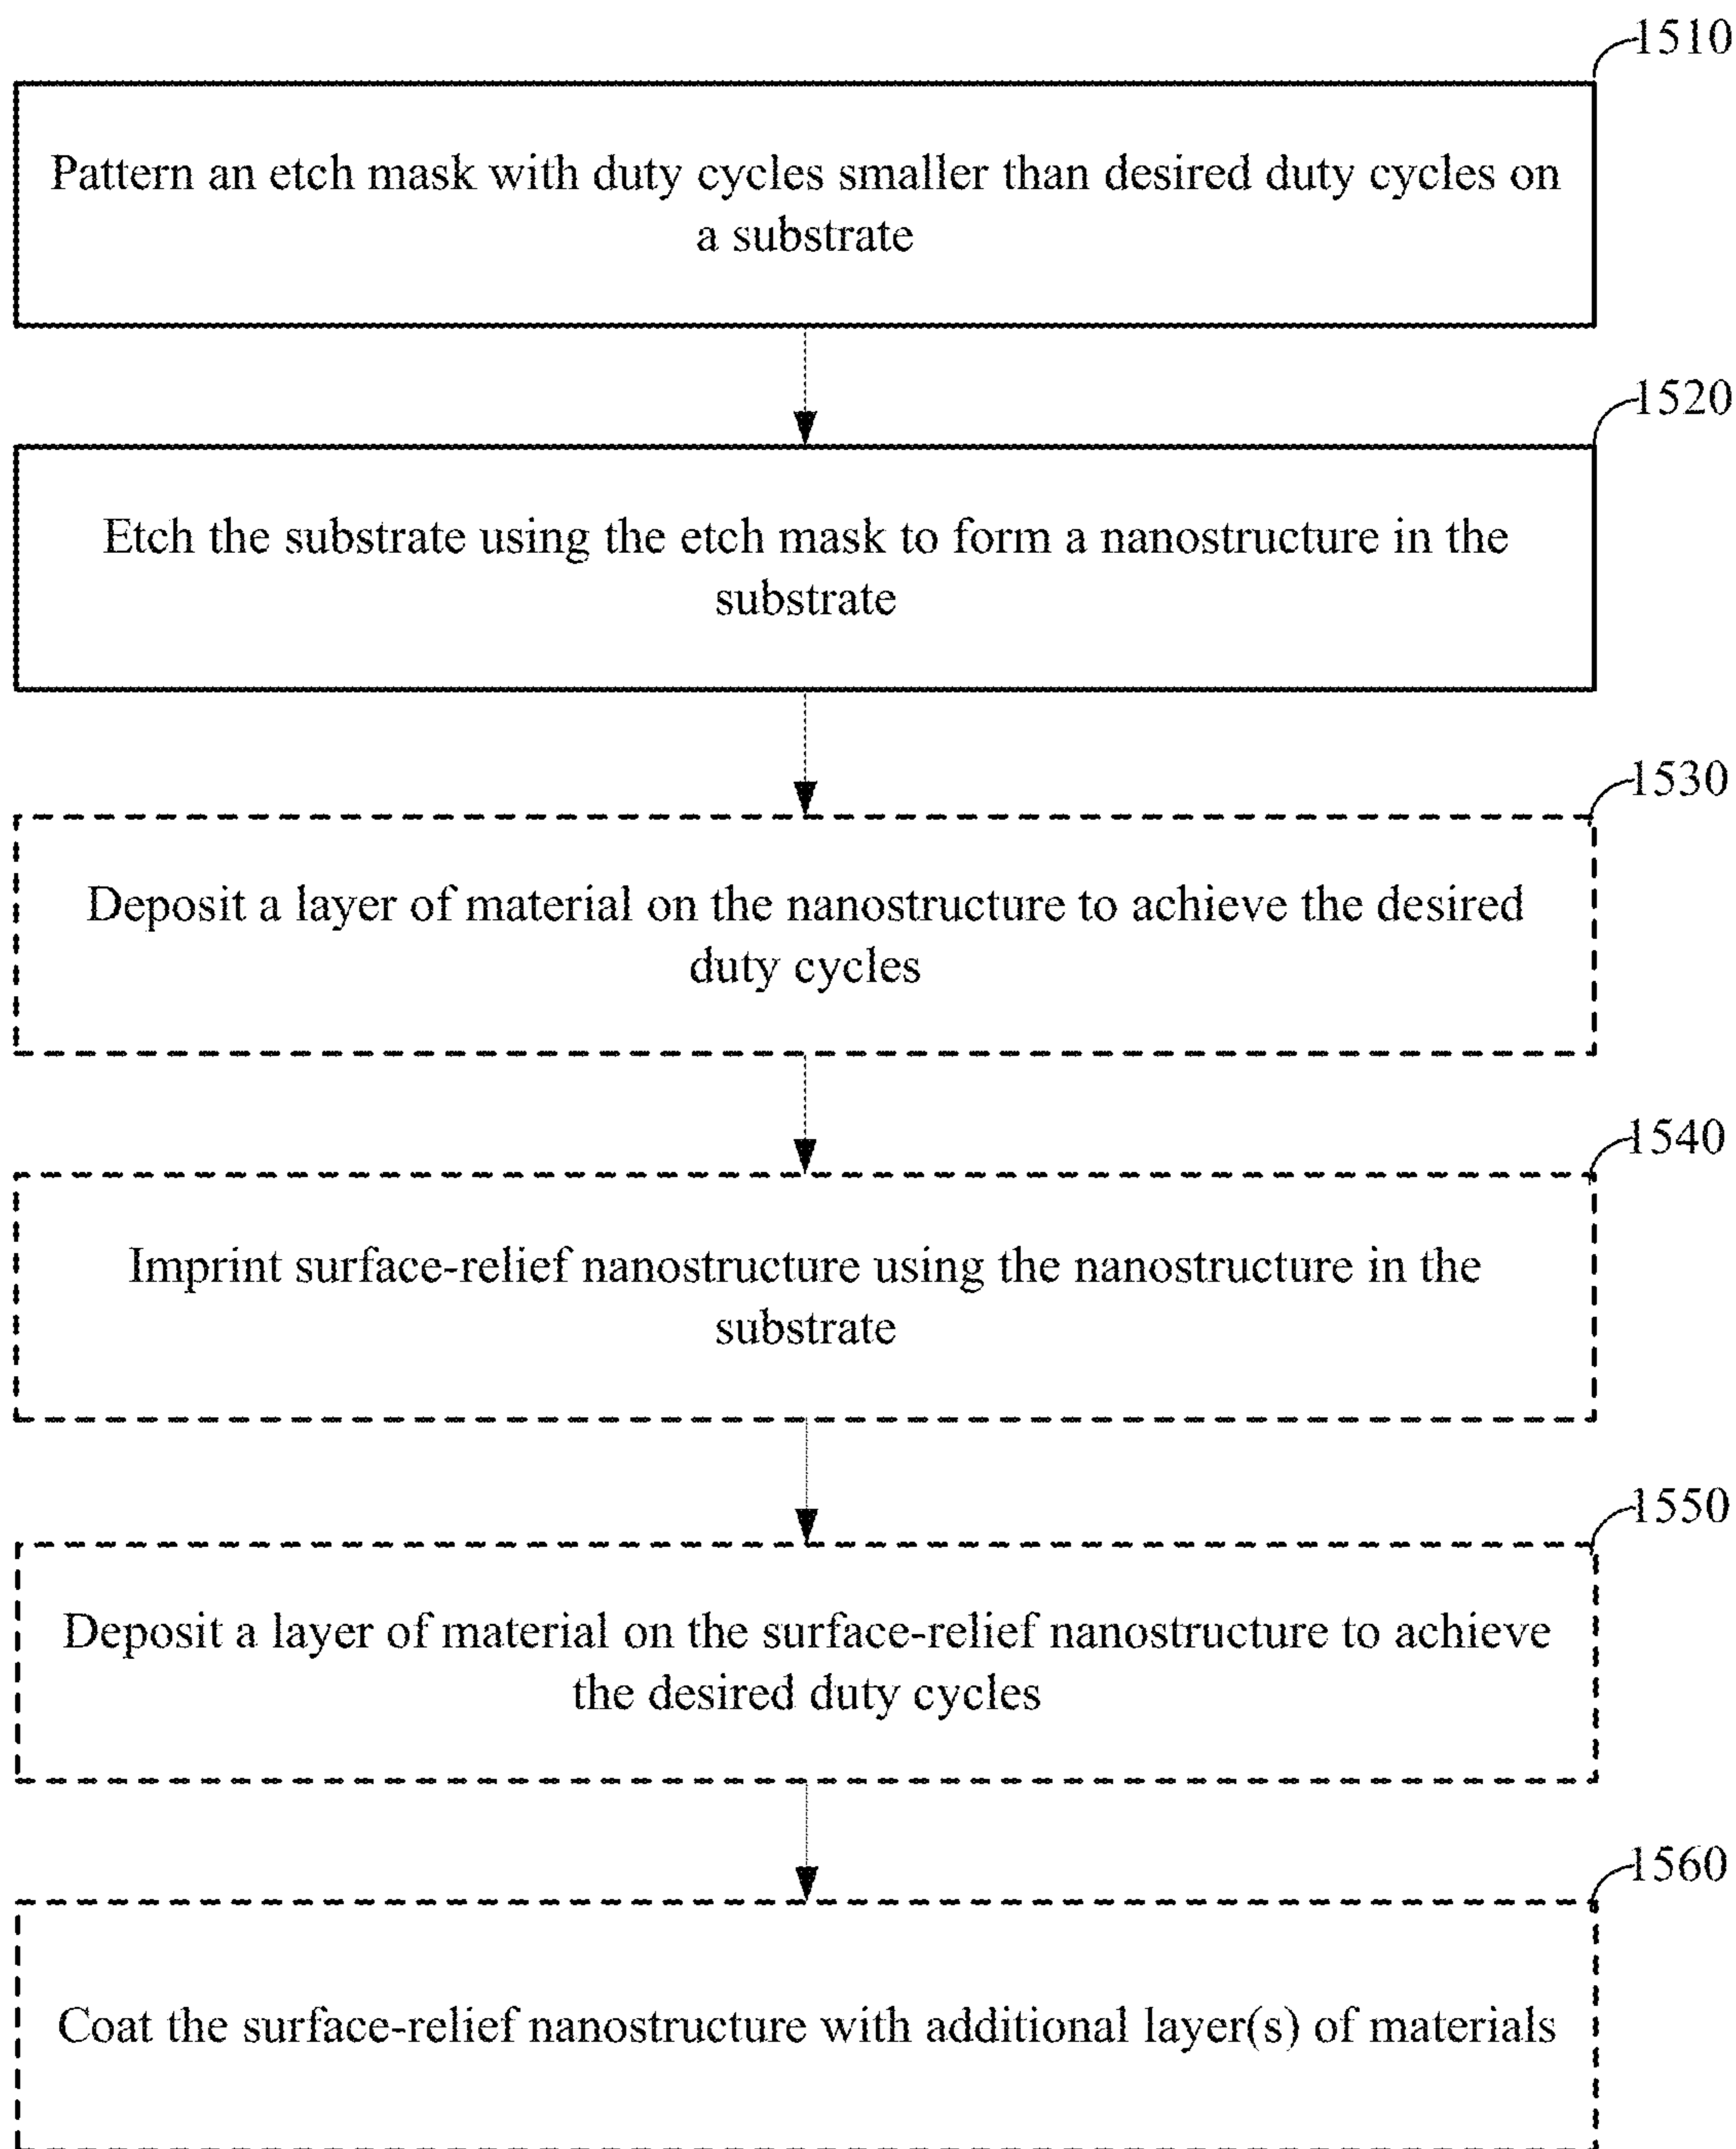 1510
Pattern an etch mask with duty cycles smaller than desired duty cycles on
a substrate
1520
Etch the substrate using the etch mask to form a nanostructure in the
substrate
1530
Deposit a layer of material on the nanostructure to achieve the desired
duty cycles
1540
Imprint surface-relief nanostructure using the nanostructure in the
substrate
1550
Deposit a layer of material on the surface-relief nanostructure to achieve
the desired duty cycles
1560
Coat the surface-relief nanostructure with additional layer(s) of materials